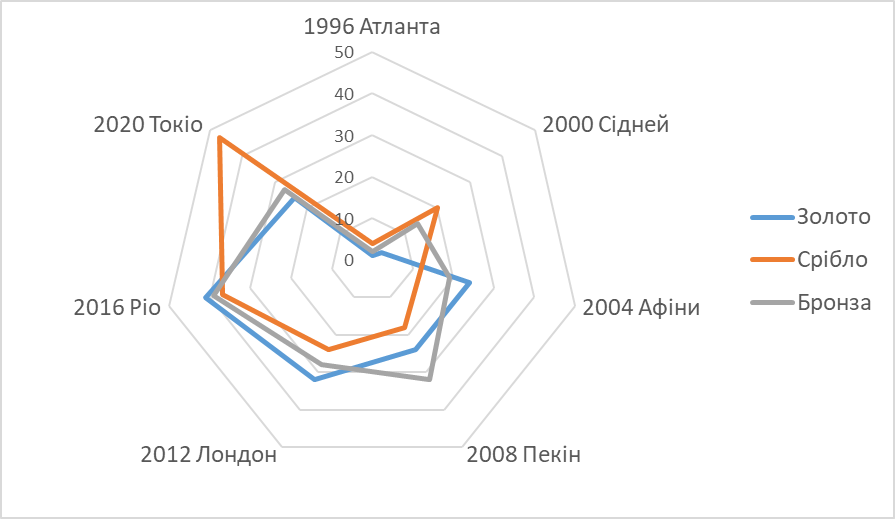 1996 Атланта
50
40
30
20
10
0
2000 Сідней
2004 Афіни
2008 Пекін
2012 Лондон
2016 Ріо
2020 Токіо
Золото
Срібло
Бронза